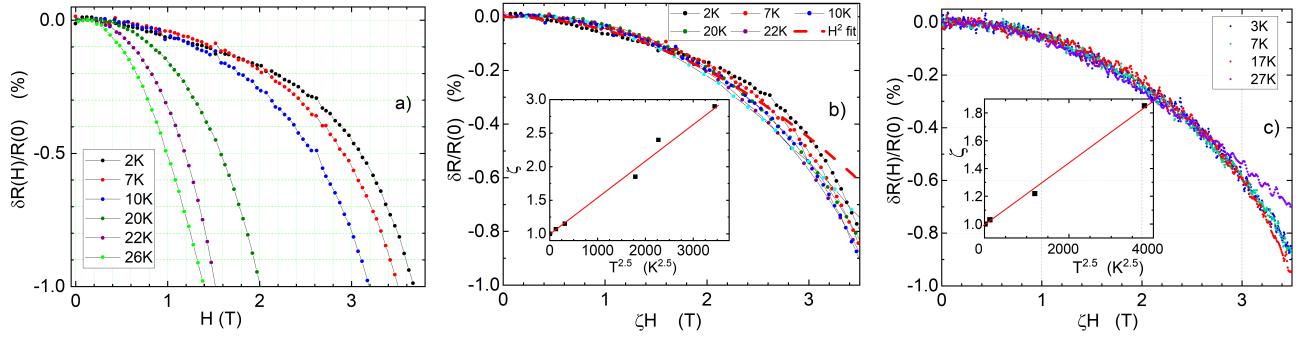 a)
δR(H)/R(0) (%)
0.0
-0.5
-1.0
0
1
2
3
H (T)
2K
7K
10K
20K
22K
26K
b)
δR/R(0) (%)
0.0
-0.2
-0.4
-0.6
-0.8
-1.0
0
1
2
3
ζH (T)
2K 7K 10K
20K 22K H² fit
ζ
3.0
2.5
2.0
1.5
1.0
0 1000 2000 3000
T^2.5 (K^2.5)
c)
δR(H)/R(0) (%)
0.0
-0.2
-0.4
-0.6
-0.8
-1.0
0
1
2
3
ζH (T)
3K
7K
17K
27K
ζ
1.8
1.6
1.4
1.2
1.0
0 2000 4000
T^2.5 (K^2.5)